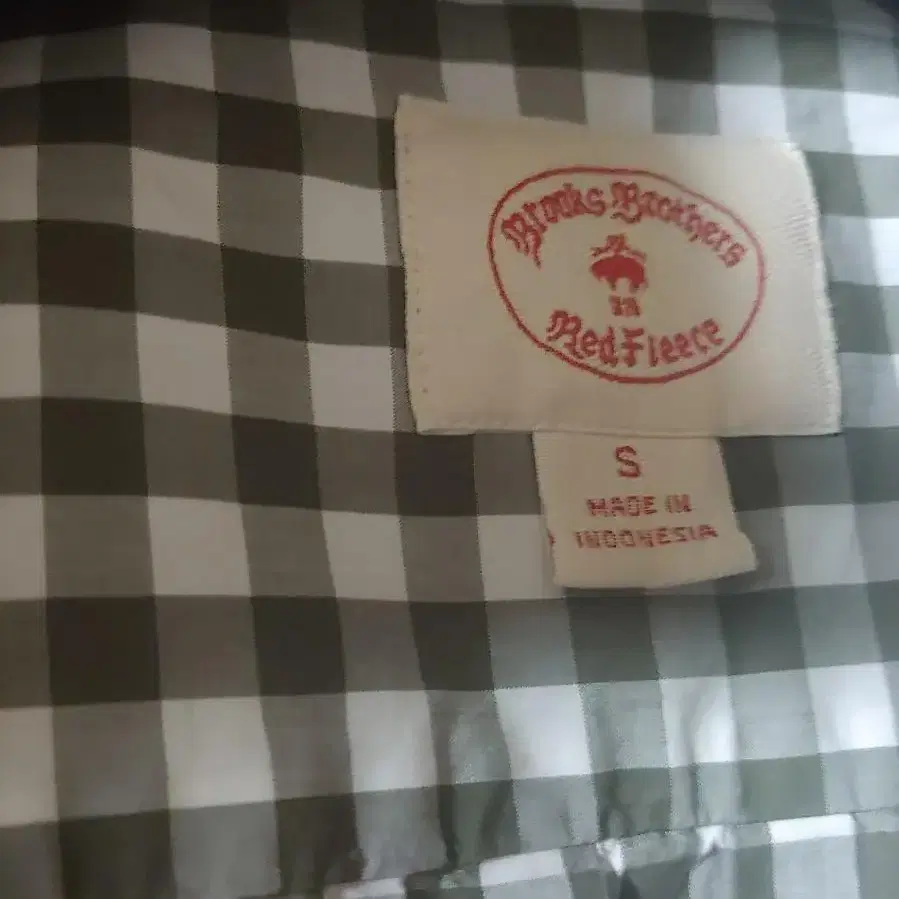 Brooks Brothers
Red Fleece
S
MADE IN
INDONESIA